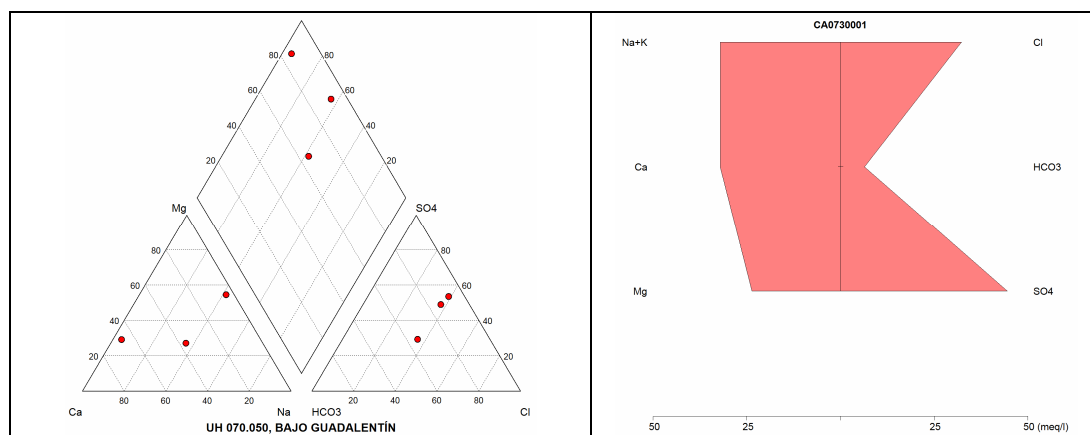 80 80
60 60
40 40
20 20
Mg SO4
80 80
60 60
40 40
20 20
80 60 40 20 20 40 60 80
Ca Na HCO3 Cl
UH 070.050, BAJO GUADALENTÍN
CA0730001
Na+K Cl
Ca HCO3
Mg SO4
50 25 25 50 (meq/l)